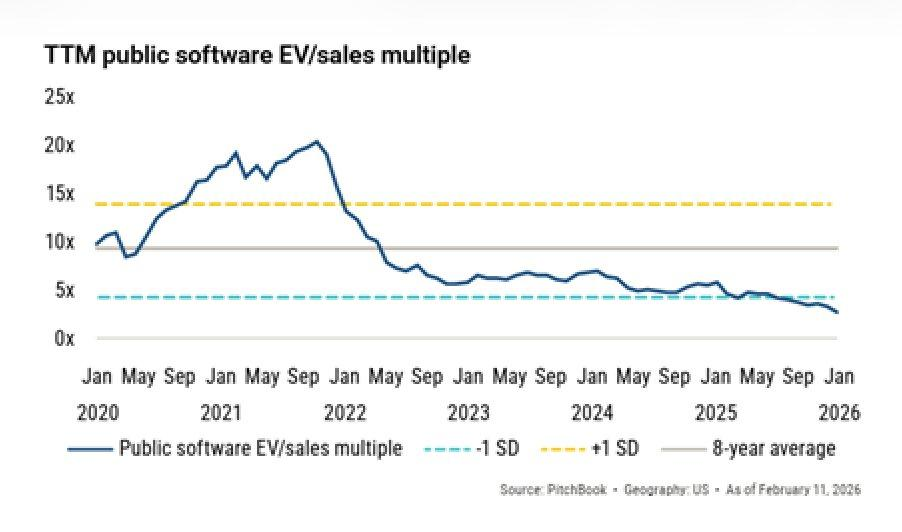 TTM public software EV/sales multiple
25x
20x
15x
10x
5x
0x
Jan May Sep Jan May Sep Jan May Sep Jan May Sep Jan May Sep Jan May Sep Jan
2020 2021 2022 2023 2024 2025 2026
Public software EV/sales multiple -1 SD +1 SD 8-year average
Source: PitchBook • Geography: US • As of February 11, 2026